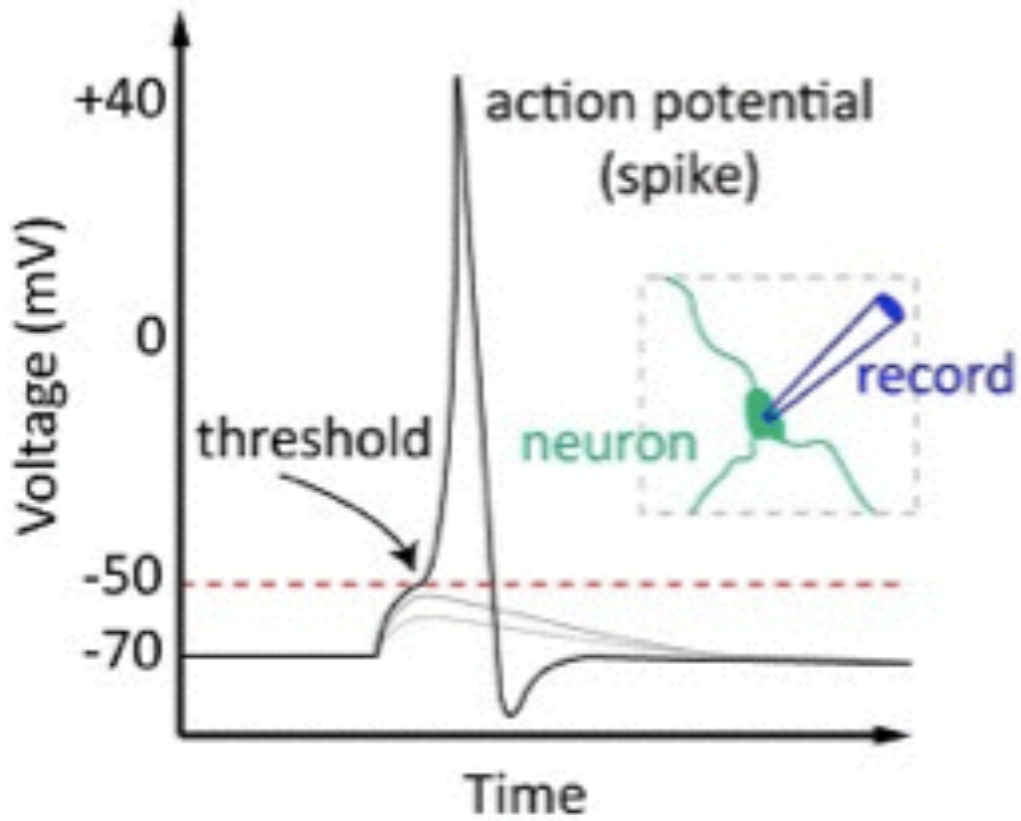 +40
action potential
(spike)
Voltage (mV)
0
record
threshold
neuron
-50
-70
Time